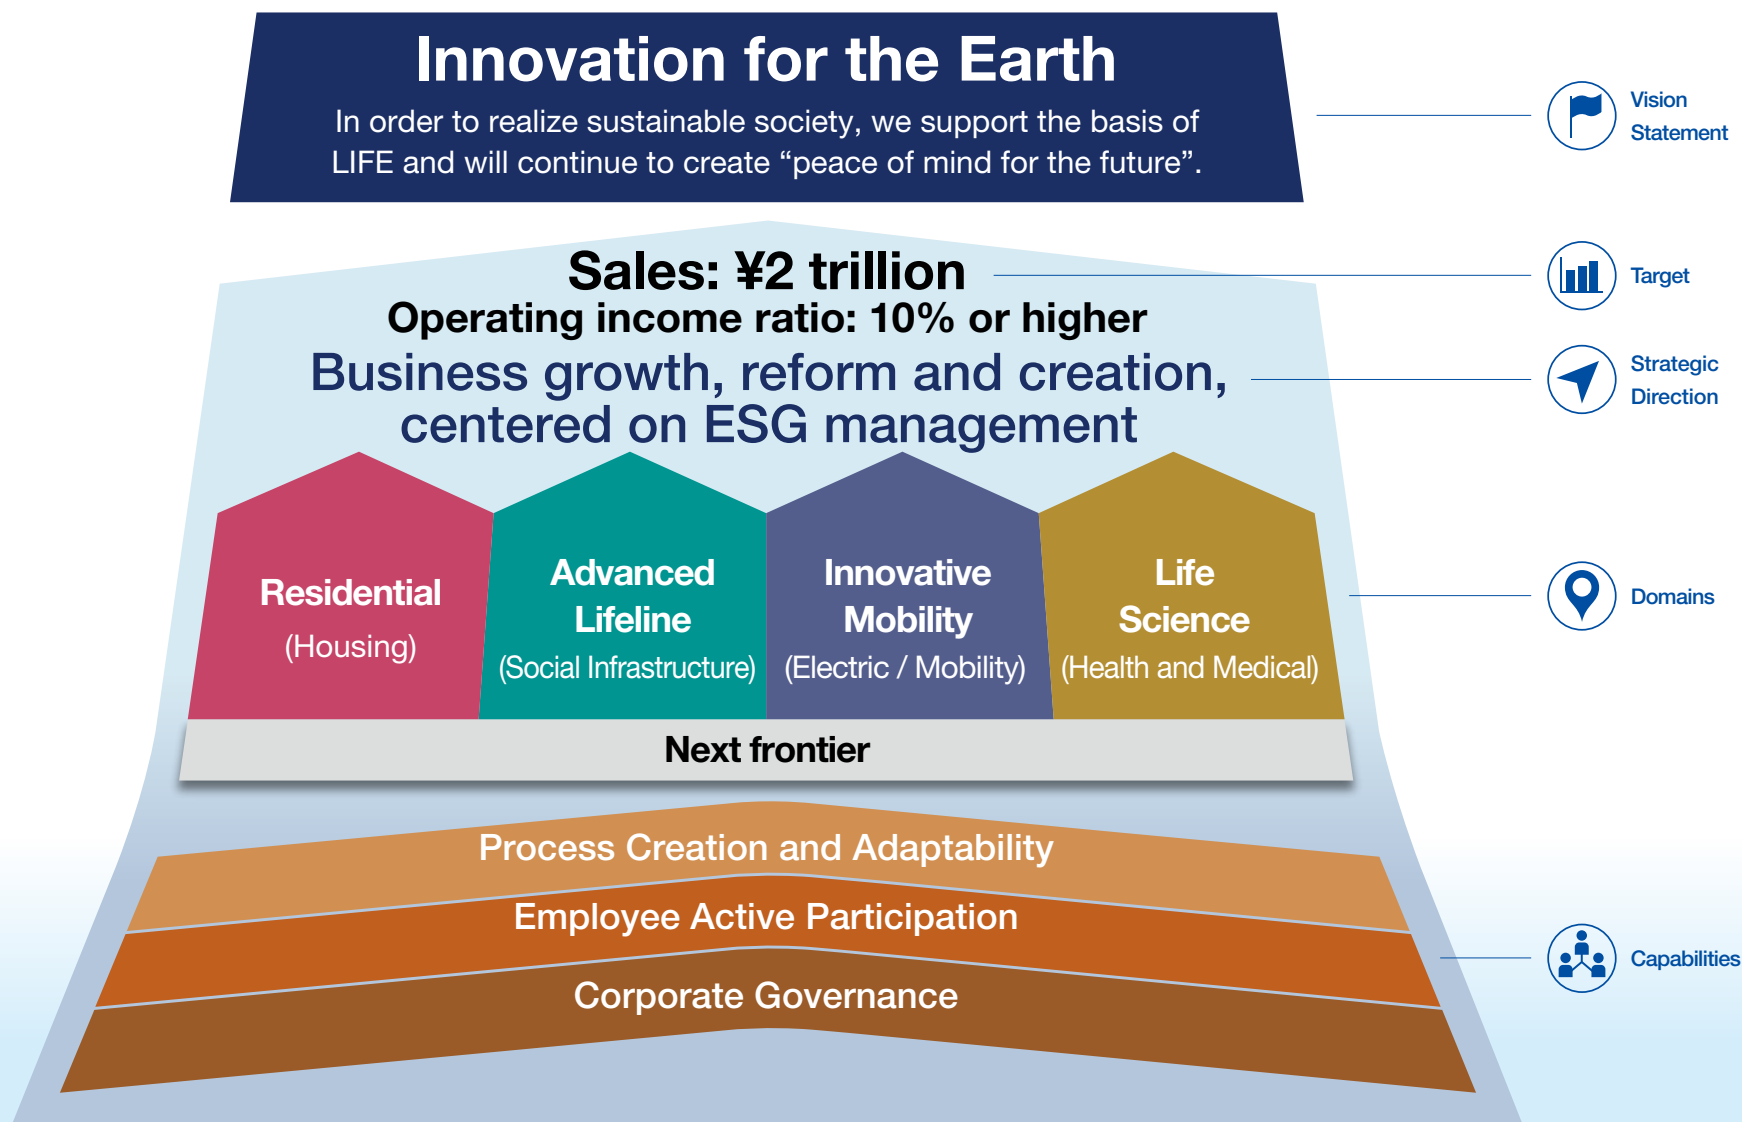 Innovation for the Earth
In order to realize sustainable society, we support the basis of
LIFE and will continue to create “peace of mind for the future”.
Vision
Statement
Sales: ¥2 trillion
Operating income ratio: 10% or higher
Target
Business growth, reform and creation,
centered on ESG management
Strategic
Direction
Residential
(Housing)
Advanced
Lifeline
(Social Infrastructure)
Innovative
Mobility
(Electric / Mobility)
Life
Science
(Health and Medical)
Domains
Next frontier
Process Creation and Adaptability
Employee Active Participation
Corporate Governance
Capabilities